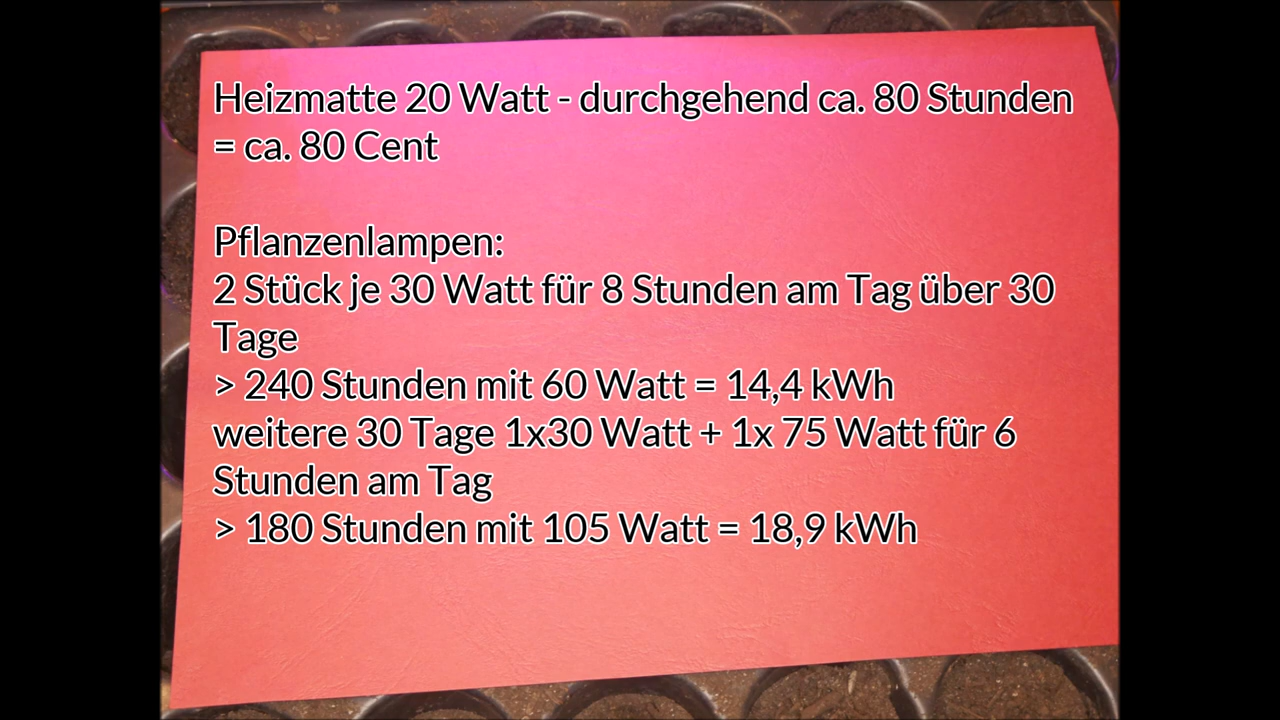 Heizmatte 20 Watt - durchgehend ca. 80 Stunden
= ca. 80 Cent
Pflanzenlampen:
2 Stück je 30 Watt für 8 Stunden am Tag über 30
Tage
> 240 Stunden mit 60 Watt = 14,4 kWh
weitere 30 Tage 1x30 Watt + 1x 75 Watt für 6
Stunden am Tag
> 180 Stunden mit 105 Watt = 18,9 kWh